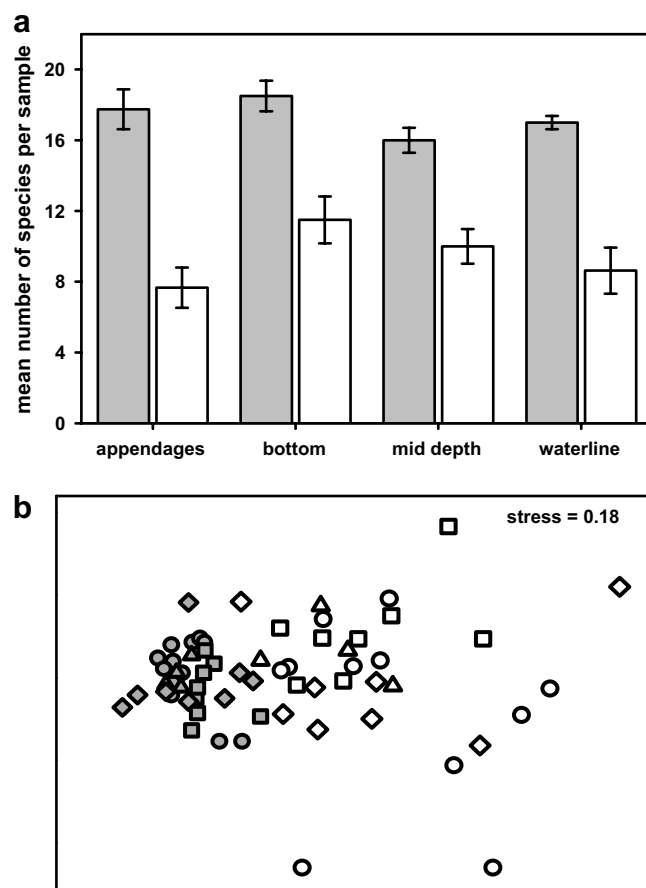 a
mean number of species per sample
20
16
12
8
4
0
appendages bottom mid depth waterline
b
stress = 0.18